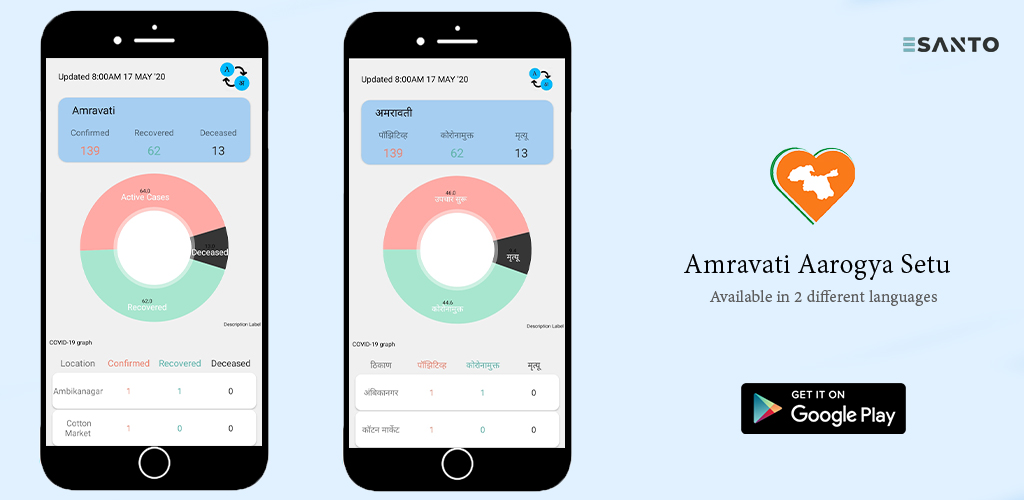 Updated 8:00AM 17 MAY '20
A
अ
Amravati
Confirmed Recovered Deceased
139 62 13
64.0
Active Cases
Deceased
62.0
Recovered
Description Label
COVID-19 graph
Location Confirmed Recovered Deceased
Ambikanagar 1 1 0
Cotton
Market 1 0 0
Updated 8:00AM 17 MAY '20
A
अ
अमरावती
पॉझिटिव्ह कोरोनामुक्त मृत्यू
139 62 13
46.0
उपचार सुरू
मृत्यू
44.6
कोरोनामुक्त
Description Label
COVID-19 graph
ठिकाण पॉझिटिव्ह कोरोनामुक्त मृत्यू
अंबिकानगर 1 1 0
कॉटन मार्केट 1 0 0
ESANTO
Amravati Aarogya Setu
Available in 2 different languages
GET IT ON
Google Play